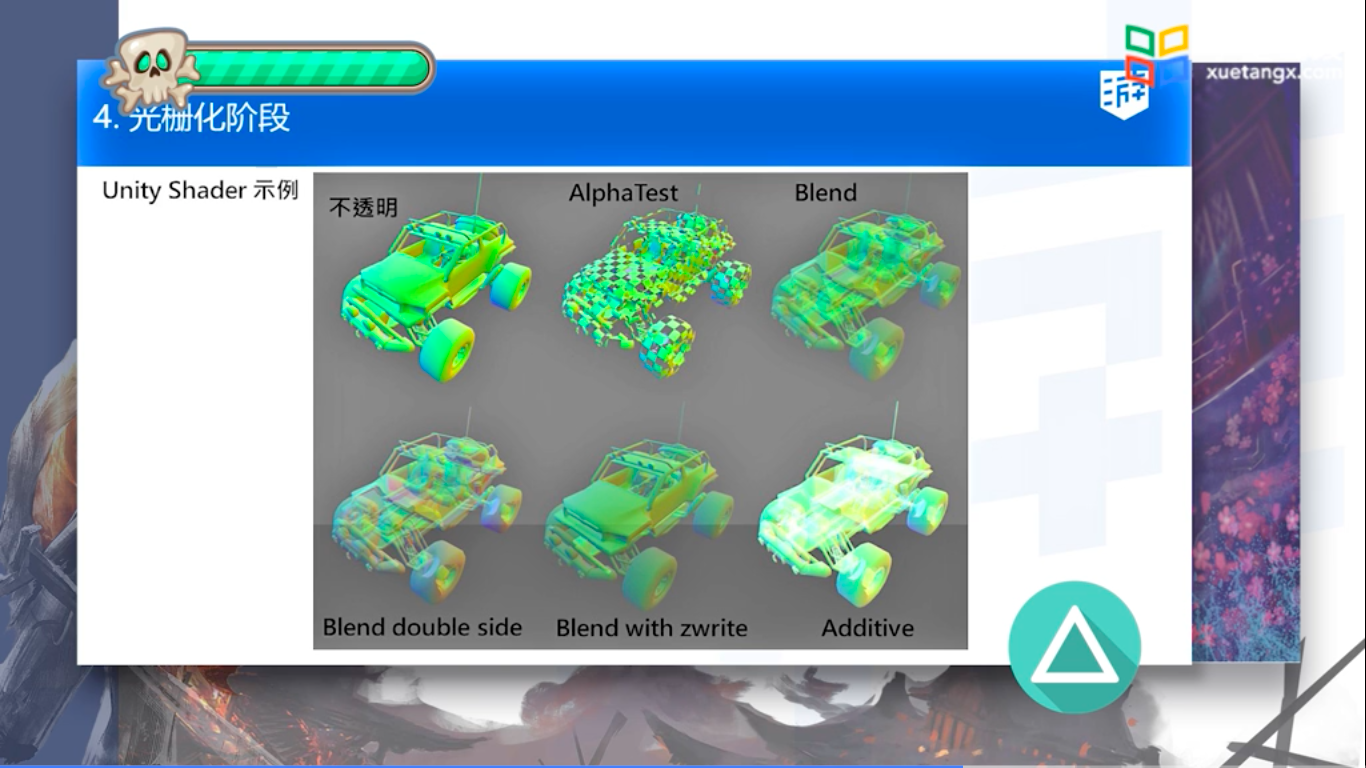 xuetangx.com
游
4. 光栅化阶段
Unity Shader 示例
不透明
AlphaTest
Blend
Blend double side
Blend with zwrite
Additive